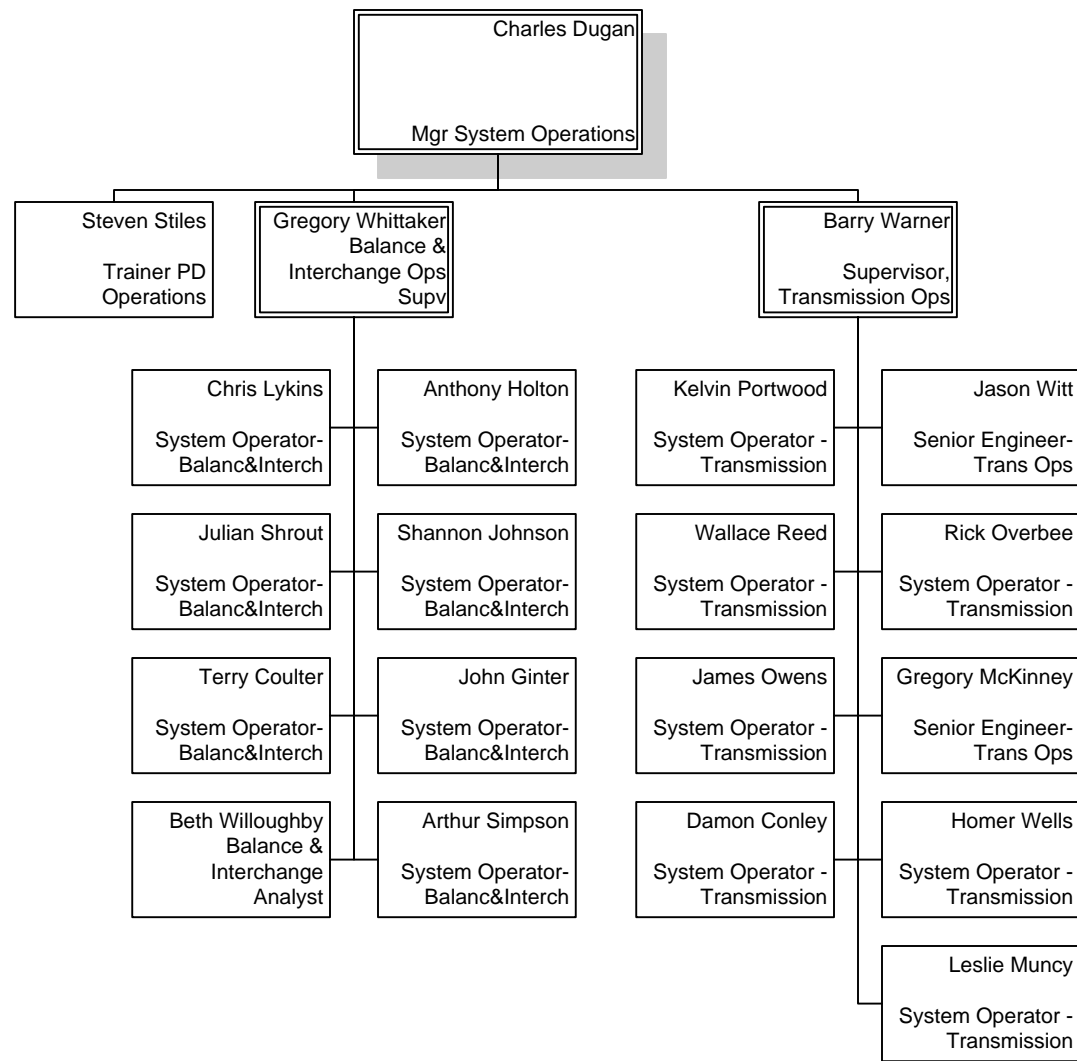 Charles Dugan
Mgr System Operations
Steven Stiles
Trainer PD
Operations
Gregory Whittaker
Balance &
Interchange Ops
Supv
Barry Warner
Supervisor,
Transmission Ops
Chris Lykins
System Operator-
Balanc&Interch
Anthony Holton
System Operator-
Balanc&Interch
Kelvin Portwood
System Operator -
Transmission
Jason Witt
Senior Engineer-
Trans Ops
Julian Shrout
System Operator-
Balanc&Interch
Shannon Johnson
System Operator-
Balanc&Interch
Wallace Reed
System Operator -
Transmission
Rick Overbee
System Operator -
Transmission
Terry Coulter
System Operator-
Balanc&Interch
John Ginter
System Operator-
Balanc&Interch
James Owens
System Operator -
Transmission
Gregory McKinney
Senior Engineer-
Trans Ops
Beth Willoughby
Balance &
Interchange
Analyst
Arthur Simpson
System Operator-
Balanc&Interch
Damon Conley
System Operator -
Transmission
Homer Wells
System Operator -
Transmission
Leslie Muncy
System Operator -
Transmission